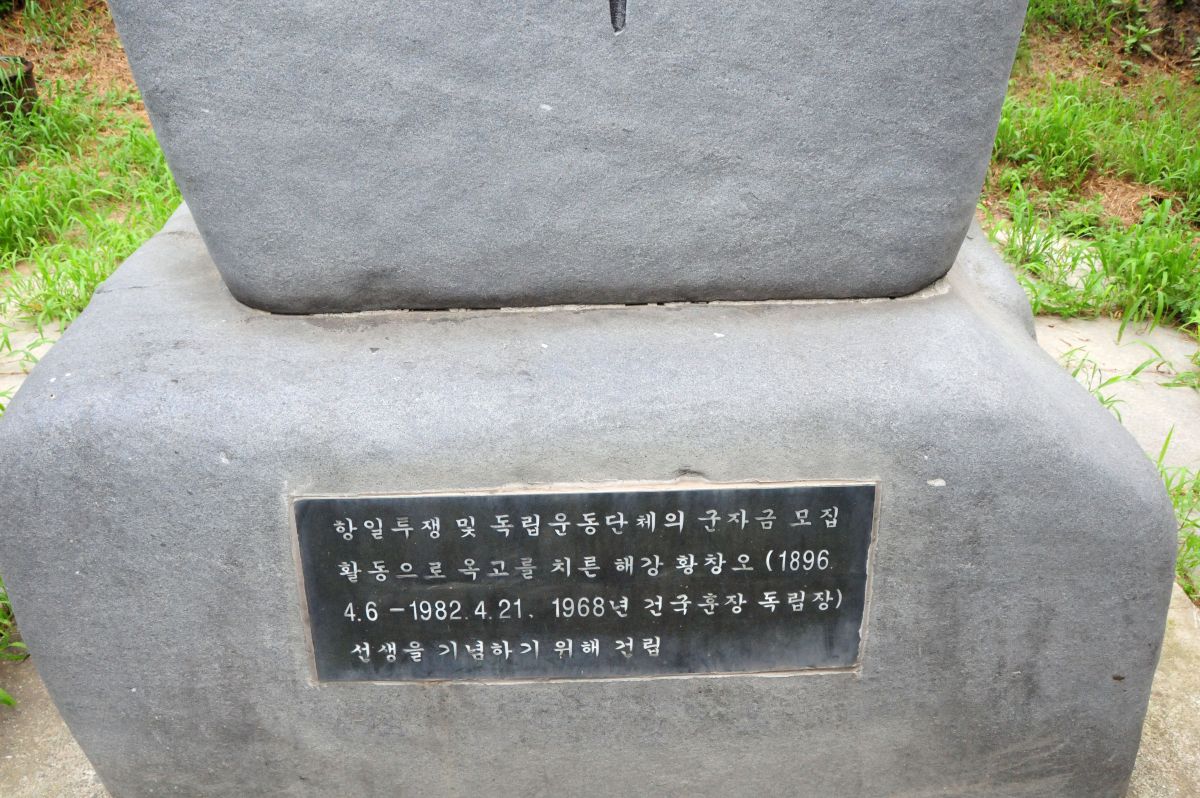 항일투쟁 및 독립운동단체의 군자금 모집
활동으로 옥고를 치른 해강 황창오 (1896.
4.6 – 1982.4.21. 1968년 건국훈장 독립장)
선생을 기념하기 위해 건립